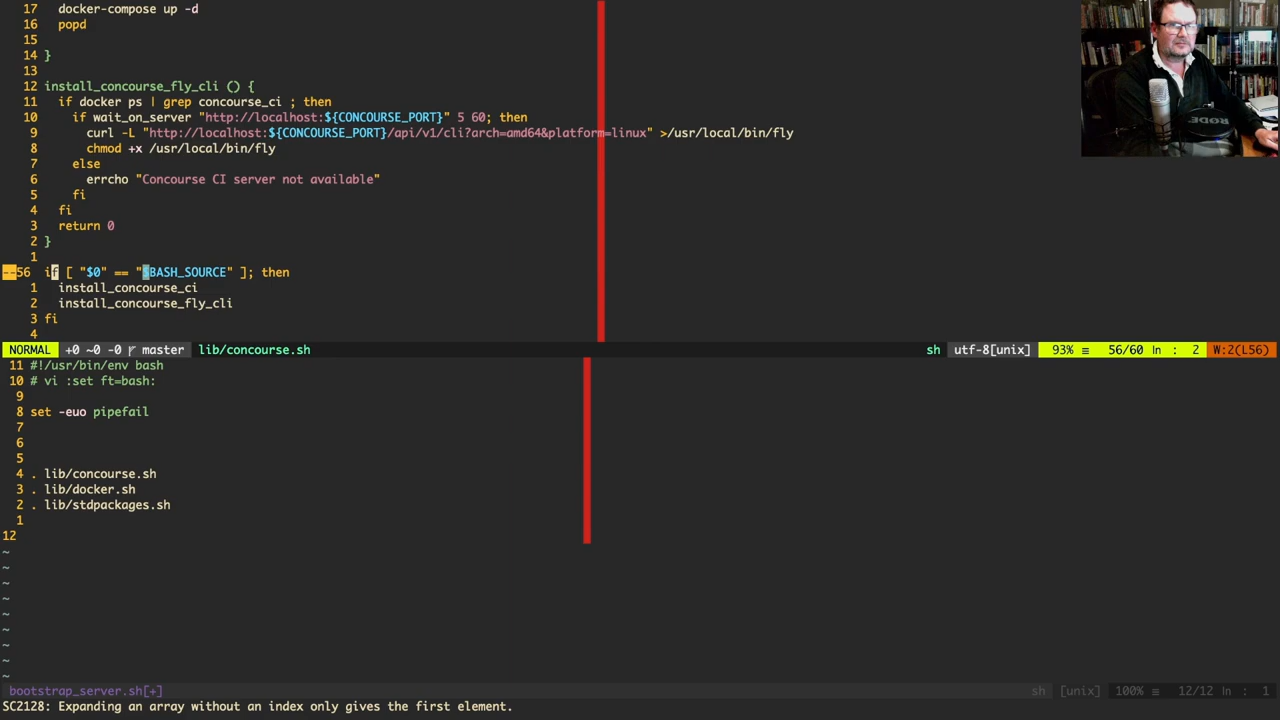 17   docker-compose up -d
16   popd
15
14 }
13
12 install_concourse_fly_cli () {
11   if docker ps | grep concourse_ci ; then
10     if wait_on_server "http://localhost:${CONCOURSE_PORT}" 5 60; then
9       curl -L "http://localhost:${CONCOURSE_PORT}/api/v1/cli?arch=amd64&platform=linux" >/usr/local/bin/fly
8       chmod +x /usr/local/bin/fly
7     else
6       errcho "Concourse CI server not available"
5     fi
4   fi
3   return 0
2 }
1
--56 if [ "$0" == "$BASH_SOURCE" ]; then
1   install_concourse_ci
2   install_concourse_fly_cli
3 fi
4
NORMAL +0 ~0 -0 master lib/concourse.sh sh utf-8[unix] 93% ≡ 56/60 ln : 2 W:2(L56)
11 #!/usr/bin/env bash
10 # vi :set ft=bash:
9
8 set -euo pipefail
7
6
5
4 . lib/concourse.sh
3 . lib/docker.sh
2 . lib/stdpackages.sh
1
12
~
~
~
~
~
~
~
~
~
bootstrap_server.sh[+] sh [unix] 100% ≡ 12/12 ln : 1
SC2128: Expanding an array without an index only gives the first element.